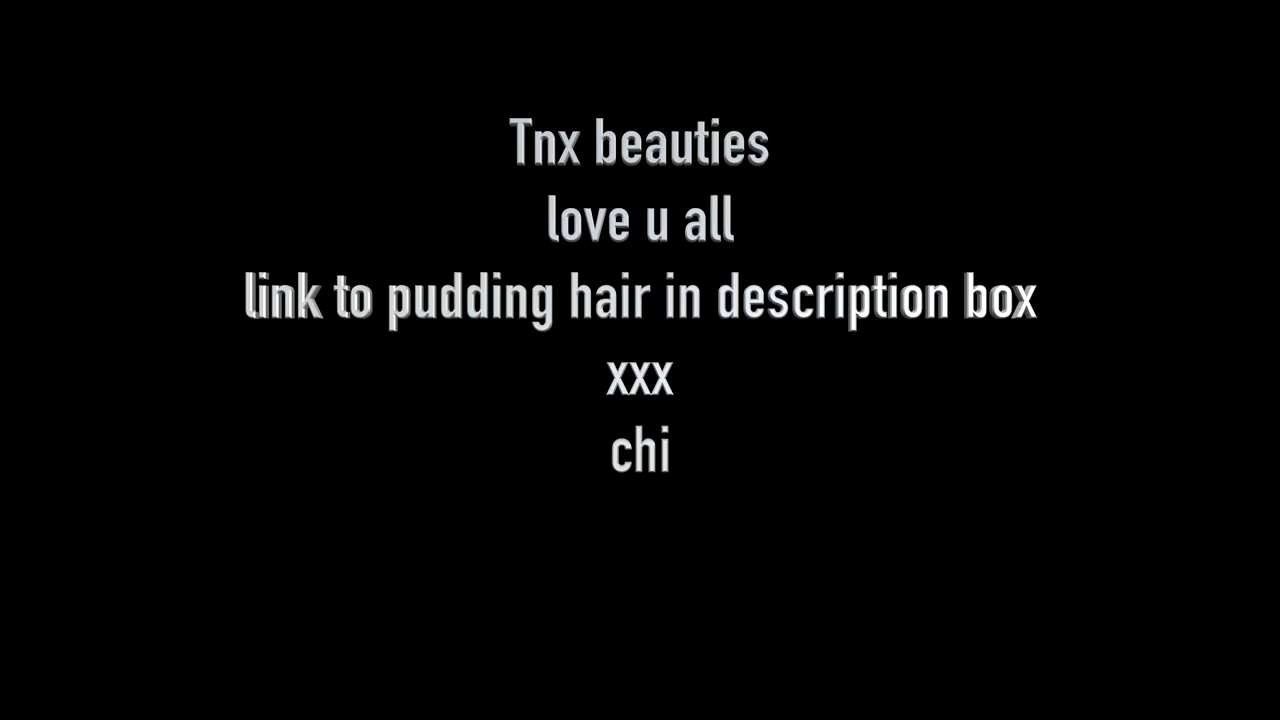 Tnx beauties
love u all
link to pudding hair in description box
xxx
chi